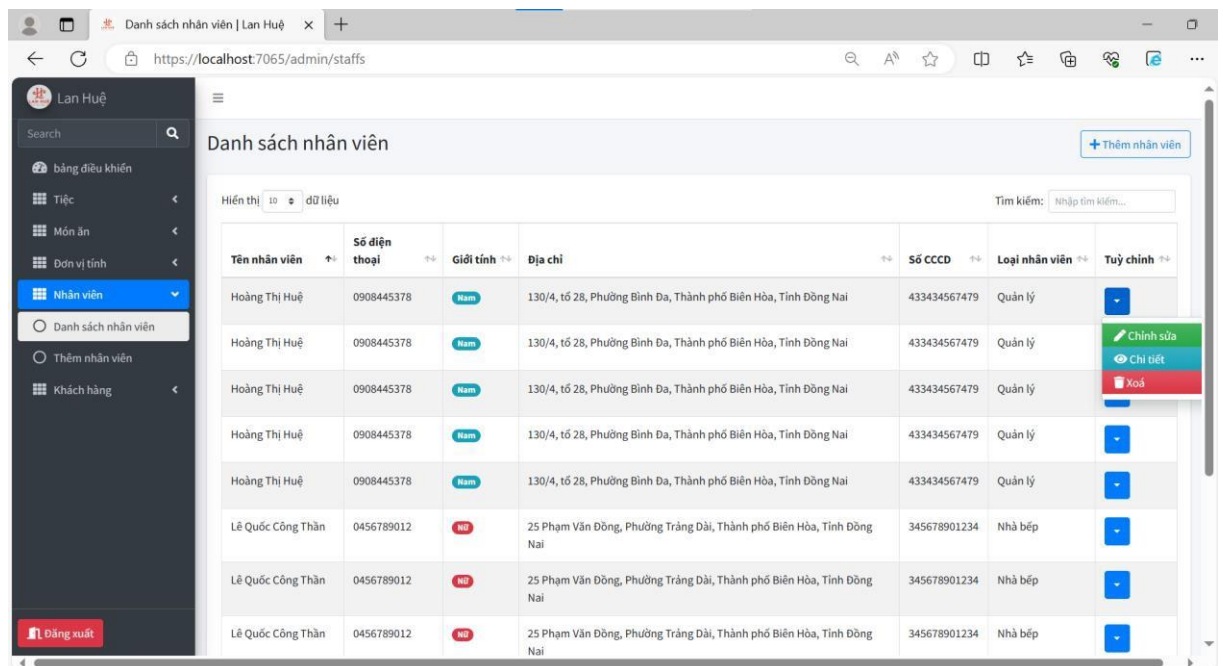 Danh sách nhân viên | Lan Huệ
https://localhost:7065/admin/staffs
Lan Huệ
Search
bảng điều khiển
Tiệc
Món ăn
Đơn vị tính
Nhân viên
Danh sách nhân viên
Thêm nhân viên
Khách hàng
Đăng xuất
Danh sách nhân viên
Thêm nhân viên
Hiển thị 10 dữ liệu
Tìm kiếm: Nhập tìm kiếm...
Tên nhân viên Số điện thoại Giới tính Địa chỉ Số CCCD Loại nhân viên Tuỳ chỉnh
Hoàng Thị Huệ 0908445378 Nam 130/4, tổ 28, Phường Bình Đa, Thành phố Biên Hòa, Tỉnh Đồng Nai 433434567479 Quản lý
Chỉnh sửa
Chi tiết
Xoá
Hoàng Thị Huệ 0908445378 Nam 130/4, tổ 28, Phường Bình Đa, Thành phố Biên Hòa, Tỉnh Đồng Nai 433434567479 Quản lý
Hoàng Thị Huệ 0908445378 Nam 130/4, tổ 28, Phường Bình Đa, Thành phố Biên Hòa, Tỉnh Đồng Nai 433434567479 Quản lý
Hoàng Thị Huệ 0908445378 Nam 130/4, tổ 28, Phường Bình Đa, Thành phố Biên Hòa, Tỉnh Đồng Nai 433434567479 Quản lý
Hoàng Thị Huệ 0908445378 Nam 130/4, tổ 28, Phường Bình Đa, Thành phố Biên Hòa, Tỉnh Đồng Nai 433434567479 Quản lý
Lê Quốc Công Thần 0456789012 Nữ 25 Phạm Văn Đồng, Phường Trảng Dài, Thành phố Biên Hòa, Tỉnh Đồng 345678901234 Nhà bếp
Nai
Lê Quốc Công Thần 0456789012 Nữ 25 Phạm Văn Đồng, Phường Trảng Dài, Thành phố Biên Hòa, Tỉnh Đồng 345678901234 Nhà bếp
Nai
Lê Quốc Công Thần 0456789012 Nữ 25 Phạm Văn Đồng, Phường Trảng Dài, Thành phố Biên Hòa, Tỉnh Đồng 345678901234 Nhà bếp
Nai